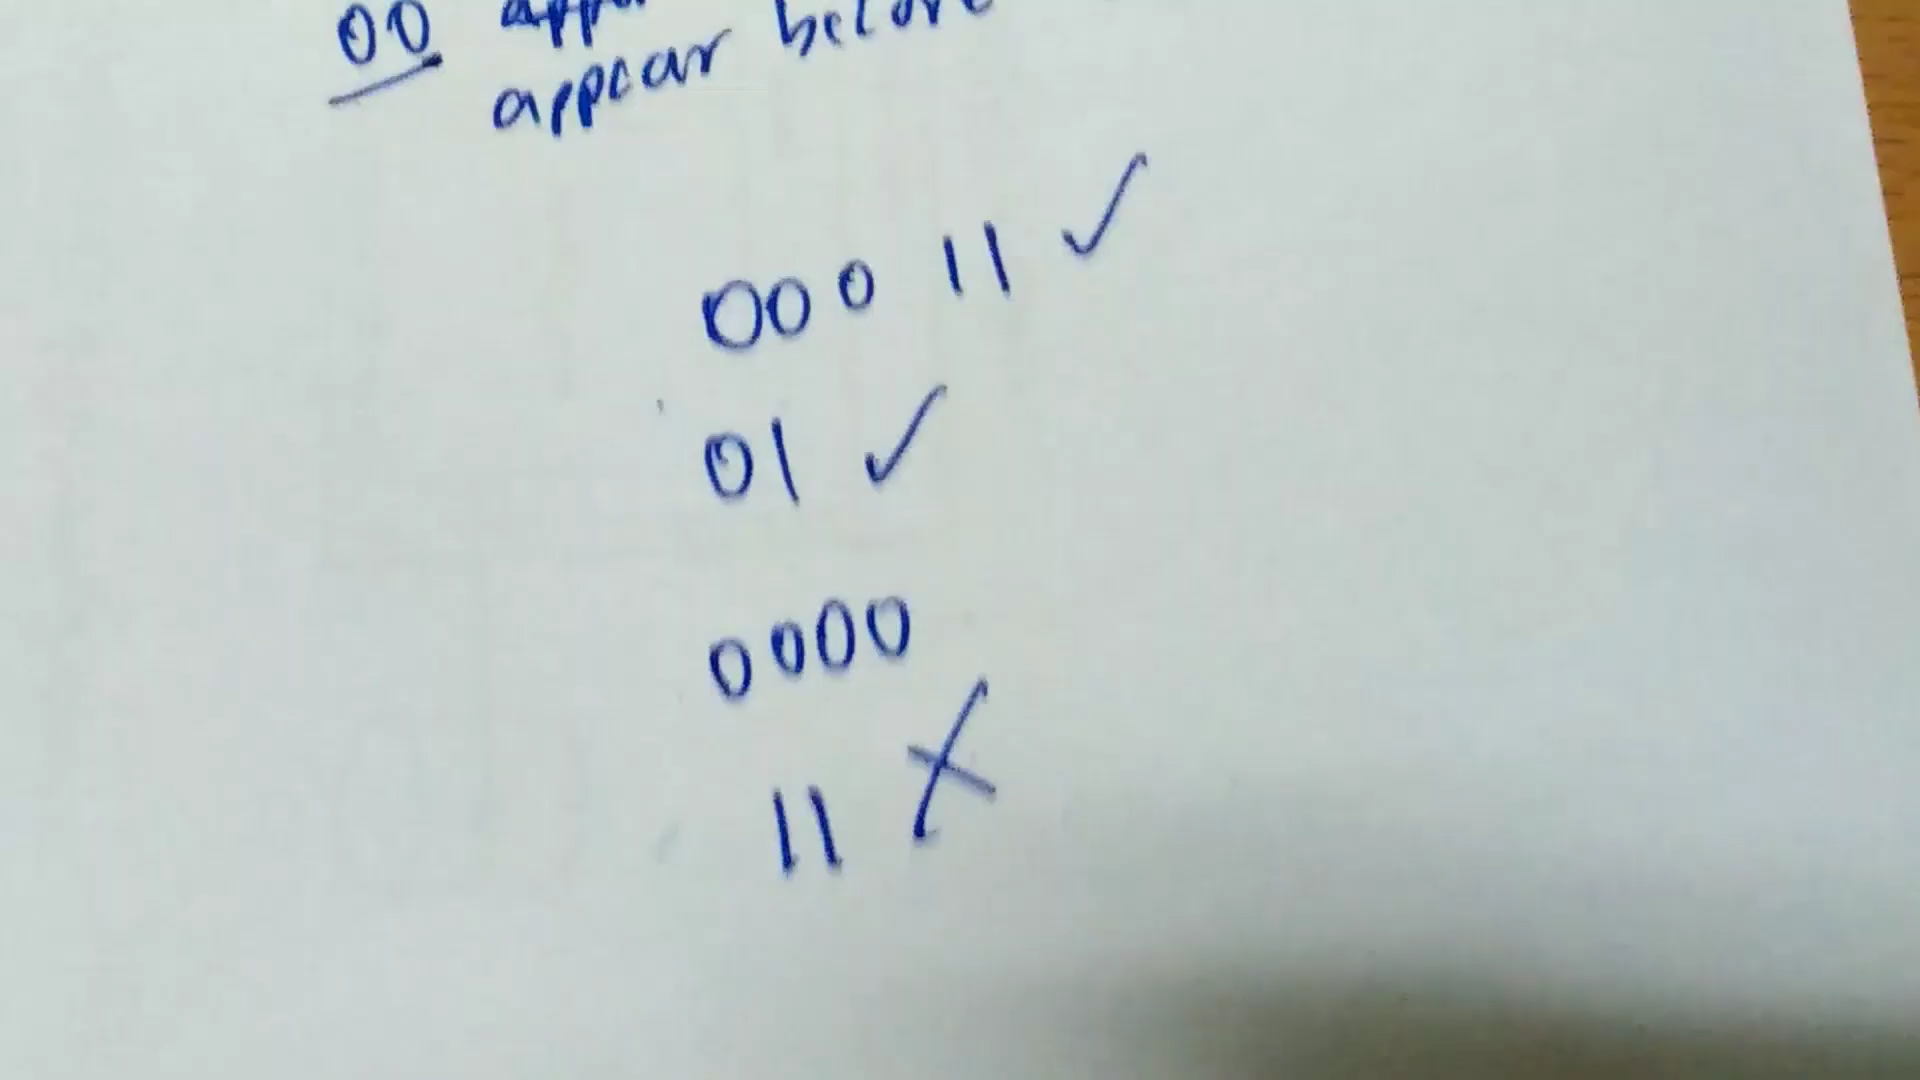 00
appear before
00011 ✓
01 ✓
0000
11 X